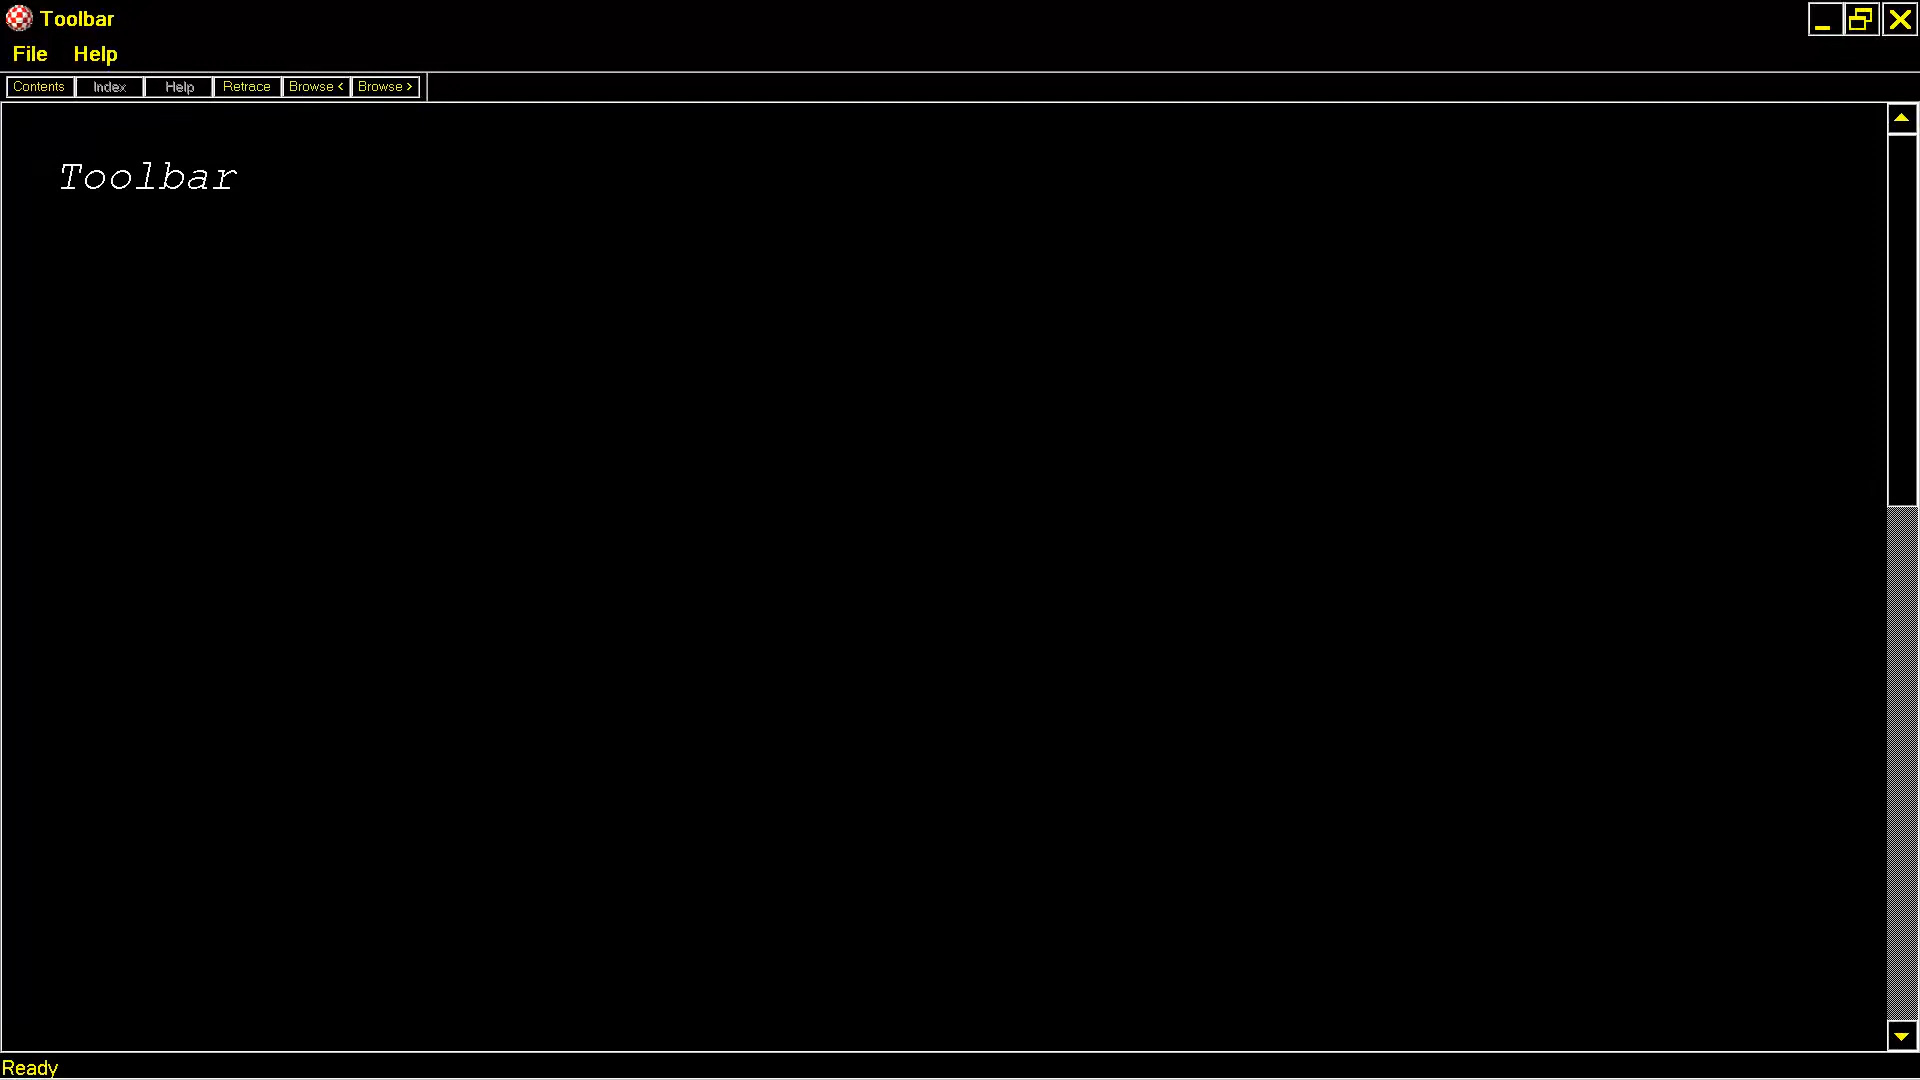 Toolbar
File Help
Contents Index Help Retrace Browse < Browse >
Toolbar
Ready